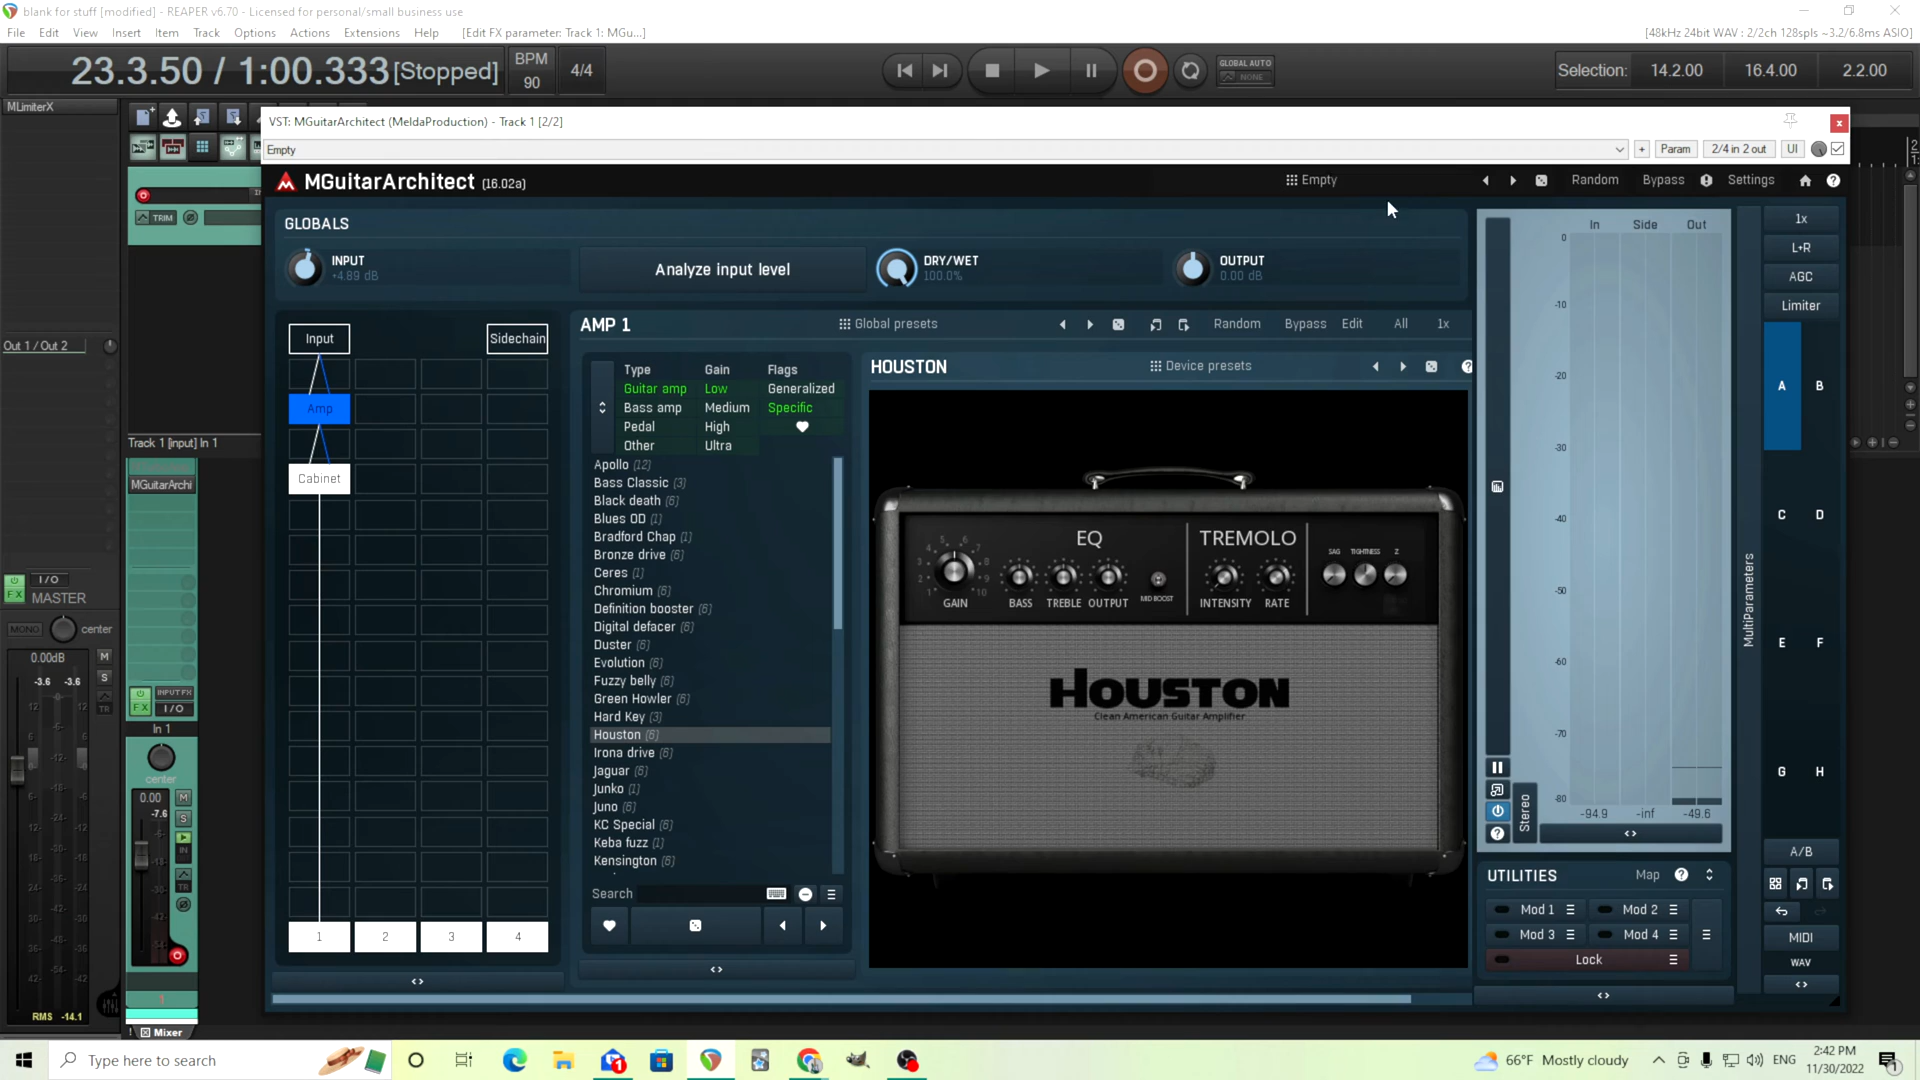 blank for stuff [modified] - REAPER v6.70 - Licensed for personal/small business use
File Edit View Insert Item Track Options Actions Extensions Help [Edit FX parameter: Track 1: MGu...]
[48kHz 24bit WAV : 2/2ch 128spls ~3.2/6.8ms ASIO]
23.3.50 / 1:00.333 [Stopped]
BPM
90
4/4
GLOBAL AUTO
NONE
Selection: 14.2.00 16.4.00 2.2.00
MLimiterX
VST: MGuitarArchitect (MeldaProduction) - Track 1 [2/2]
Empty
+ Param 2/4 in 2 out UI
MGuitarArchitect (16.02a)
Empty
Random Bypass Settings
TRIM
GLOBALS
INPUT
+4.89 dB
Analyze input level
DRY/WET
100.0%
OUTPUT
0.00 dB
Input
Sidechain
Amp
Cabinet
1 2 3 4
AMP 1
Global presets
Random Bypass Edit All 1x
Type Gain Flags
Guitar amp Low Generalized
Bass amp Medium Specific
Pedal High
Other Ultra
Apollo (12)
Bass Classic (3)
Black death (6)
Blues OD (1)
Bradford Chap (1)
Bronze drive (6)
Ceres (1)
Chromium (6)
Definition booster (6)
Digital defacer (6)
Duster (6)
Evolution (6)
Fuzzy belly (6)
Green Howler (6)
Hard Key (3)
Houston (6)
Irona drive (6)
Jaguar (6)
Junko (1)
Juno (6)
KC Special (6)
Keba fuzz (1)
Kensington (6)
Search
HOUSTON
Device presets
EQ
TREMOLO
SAG TIGHTNESS Z
GAIN BASS TREBLE OUTPUT MID BOOST INTENSITY RATE
HOUSTON
Clean American Guitar Amplifier
In Side Out
0
-10
-20
-30
-40
-50
-60
-70
-80
-94.9 -inf -49.6
Stereo
MultiParameters
1x
L+R
AGC
Limiter
A B
C D
E F
G H
A/B
MIDI
WAV
UTILITIES
Map
Mod 1 Mod 2
Mod 3 Mod 4
Lock
Out 1 / Out 2
Track 1 [input] In 1
MGuitarArchi
I/O
FX
MASTER
MONO
center
0.00dB
M
-3.6 -3.6
S
TR
RMS -14.1
INPUT FX
FX I/O
In 1
center
0.00
M
-7.6
S
IN
TR
1
Mixer
Type here to search
66°F Mostly cloudy
ENG
2:42 PM
11/30/2022